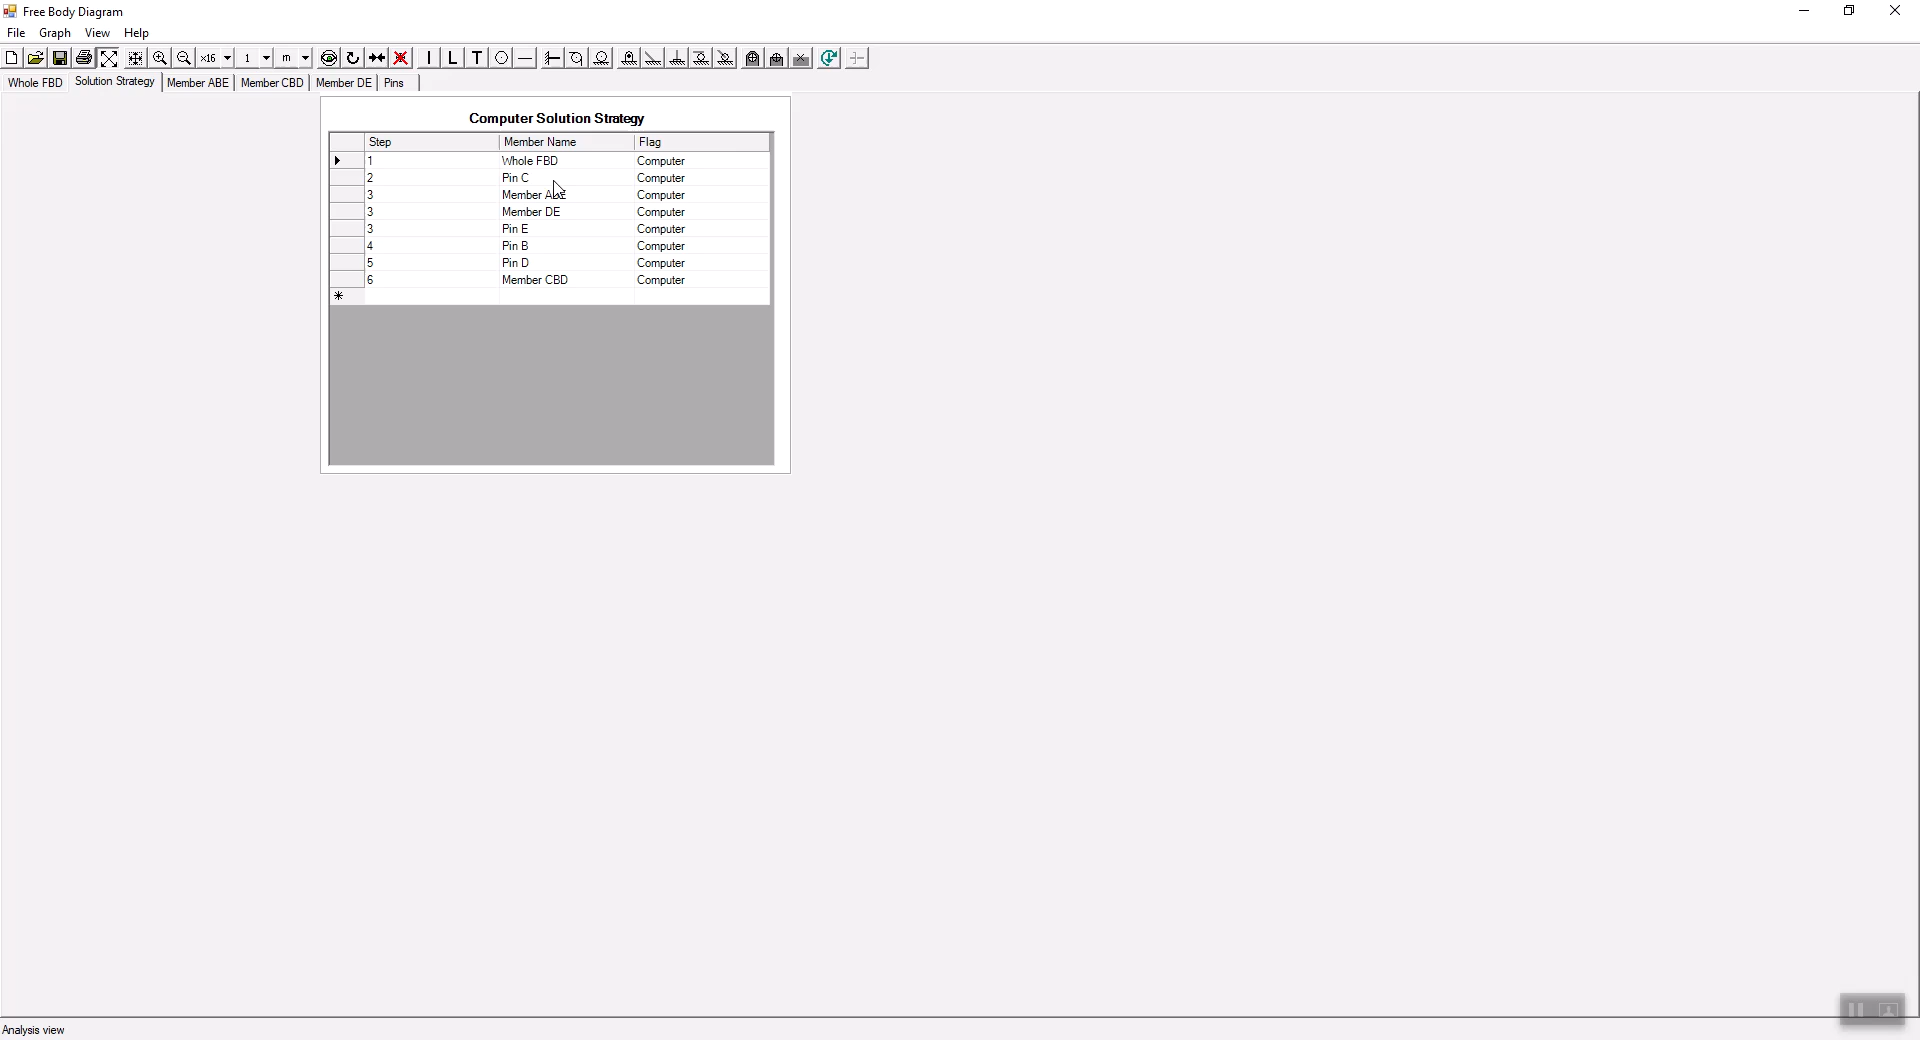 Free Body Diagram
File Graph View Help
x16 1 m
Whole FBD Solution Strategy Member ABE Member CBD Member DE Pins
Computer Solution Strategy
Step Member Name Flag
1 Whole FBD Computer
2 Pin C Computer
3 Member ABE Computer
3 Member DE Computer
3 Pin E Computer
4 Pin B Computer
5 Pin D Computer
6 Member CBD Computer
Analysis view